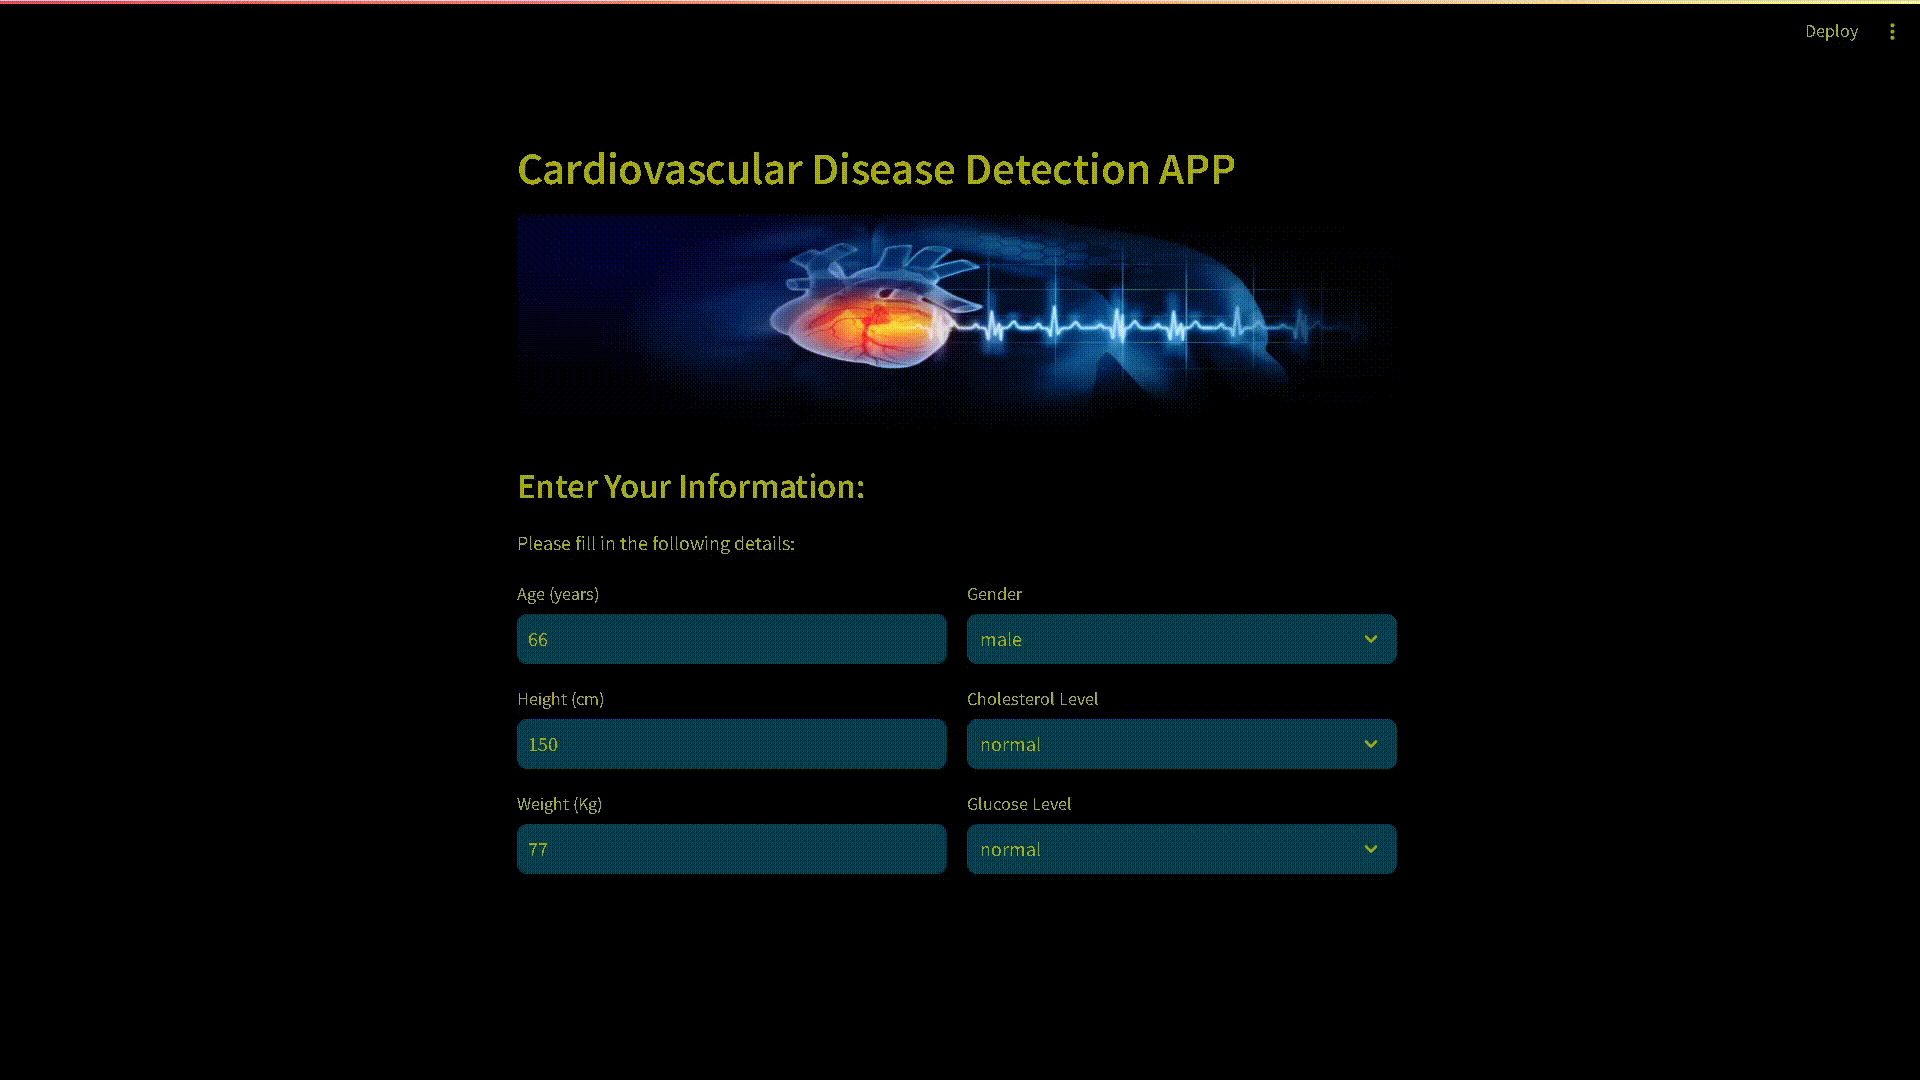 Deploy
Cardiovascular Disease Detection APP
Enter Your Information:
Please fill in the following details:
Age (years)
Gender
66
male
Height (cm)
Cholesterol Level
150
normal
Weight (Kg)
Glucose Level
77
normal